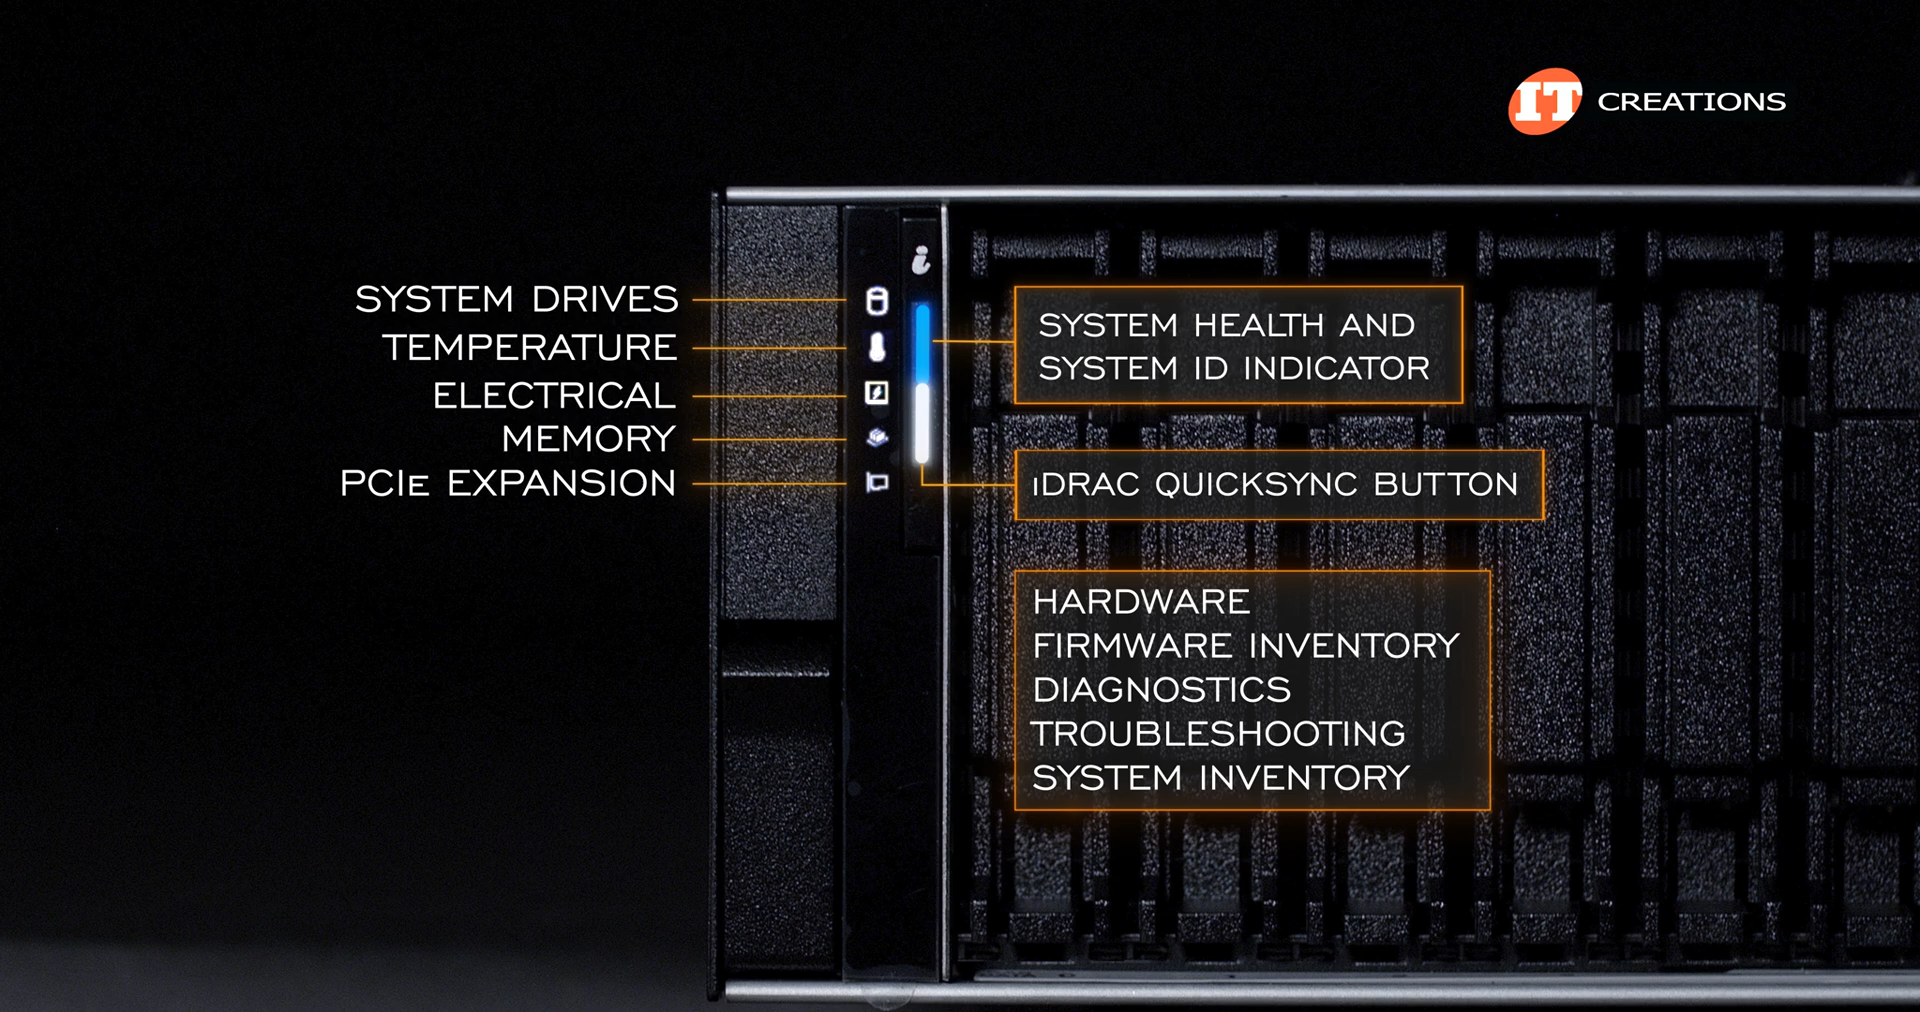 IT CREATIONS
SYSTEM DRIVES
TEMPERATURE
ELECTRICAL
MEMORY
PCIE EXPANSION
i
SYSTEM HEALTH AND
SYSTEM ID INDICATOR
iDRAC QUICKSYNC BUTTON
HARDWARE
FIRMWARE INVENTORY
DIAGNOSTICS
TROUBLESHOOTING
SYSTEM INVENTORY